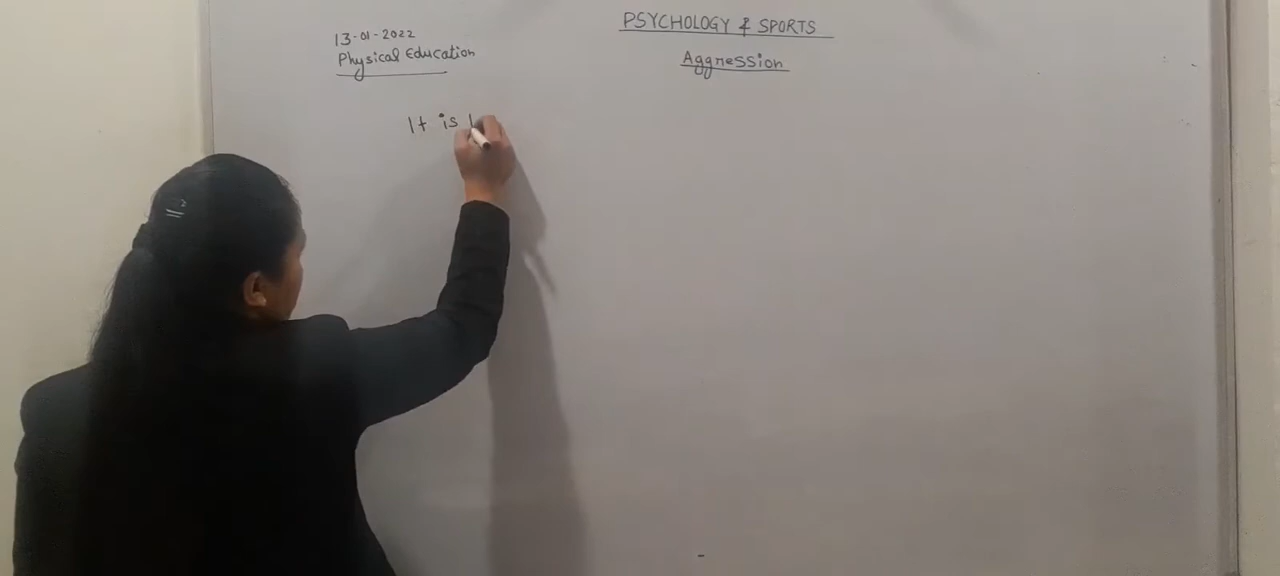 13-01-2022
Physical Education
PSYCHOLOGY & SPORTS
Aggression
It is